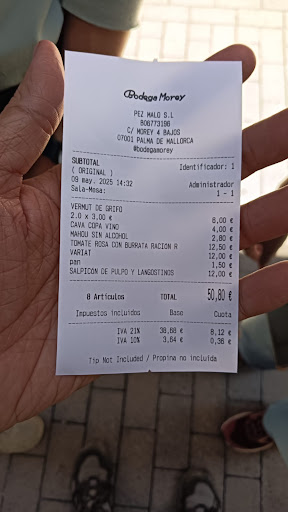 Bodega Morey
PEZ MALO S.L
B06773196
C/ MOREY 4 BAJOS
07001 PALMA DE MALLORCA
@bodegamorey
SUBTOTAL Identificador: 1
( ORIGINAL )
09 may. 2025 14:32 Administrador
Sala-Mesa: 1 - 1
VERMUT DE GRIFO
2.0 x 3,00 € 6,00 €
CAVA COPA VINO 4,00 €
MAHOU SIN ALCOHOL 2,80 €
TOMATE ROSA CON BURRATA RACION R 12,50 €
VARIAT 12,00 €
pan 1,50 €
SALPICON DE PULPO Y LANGOSTINOS 12,00 €
8 Artículos TOTAL 50,80 €
Impuestos incluidos Base Cuota
IVA 21% 38,68 € 8,12 €
IVA 10% 3,64 € 0,36 €
Tip Not Included / Propina no incluida